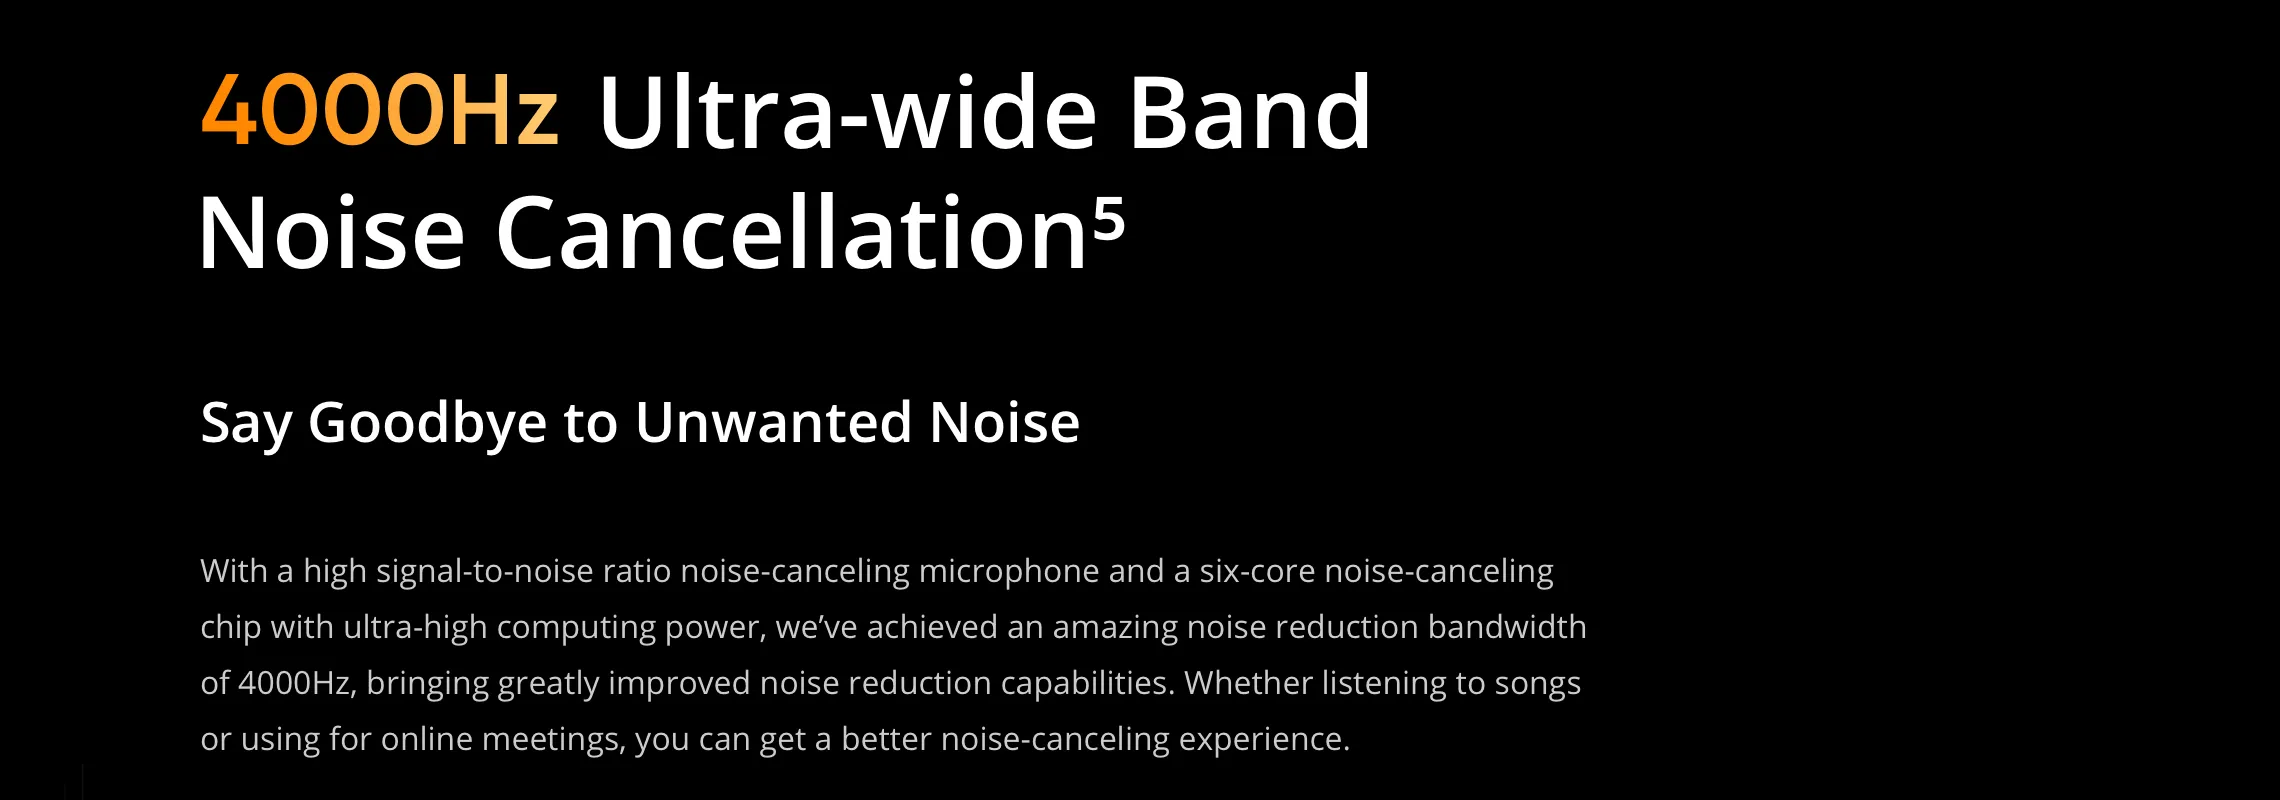 4000Hz Ultra-wide Band
Noise Cancellation⁵
Say Goodbye to Unwanted Noise
With a high signal-to-noise ratio noise-canceling microphone and a six-core noise-canceling
chip with ultra-high computing power, we’ve achieved an amazing noise reduction bandwidth
of 4000Hz, bringing greatly improved noise reduction capabilities. Whether listening to songs
or using for online meetings, you can get a better noise-canceling experience.